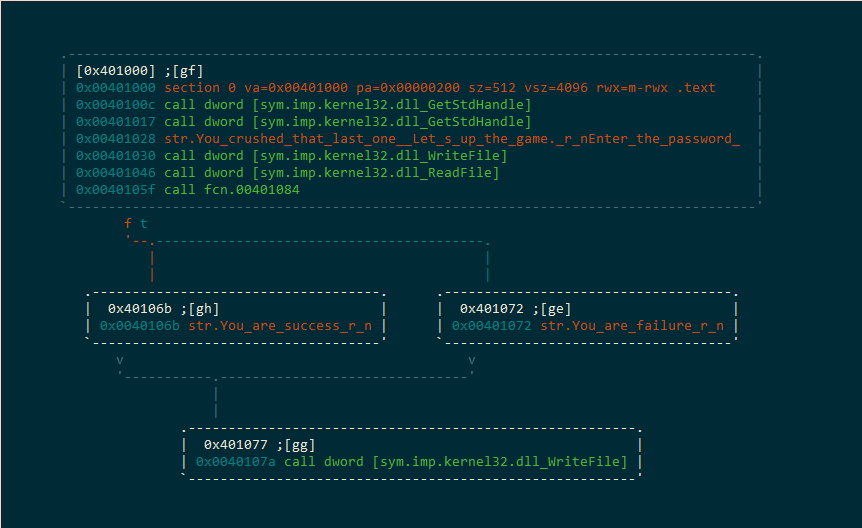 [0x401000] ;[gf]
0x00401000 section 0 va=0x00401000 pa=0x00000200 sz=512 vsz=4096 rwx=m-rwx .text
0x0040100c call dword [sym.imp.kernel32.dll_GetStdHandle]
0x00401017 call dword [sym.imp.kernel32.dll_GetStdHandle]
0x00401028 str.You_crushed_that_last_one__Let_s_up_the_game._r_nEnter_the_password_
0x00401030 call dword [sym.imp.kernel32.dll_WriteFile]
0x00401046 call dword [sym.imp.kernel32.dll_ReadFile]
0x0040105f call fcn.00401084
f t
0x40106b ;[gh]
0x0040106b str.You_are_success_r_n
0x401072 ;[ge]
0x00401072 str.You_are_failure_r_n
v
v
0x401077 ;[gg]
0x0040107a call dword [sym.imp.kernel32.dll_WriteFile]